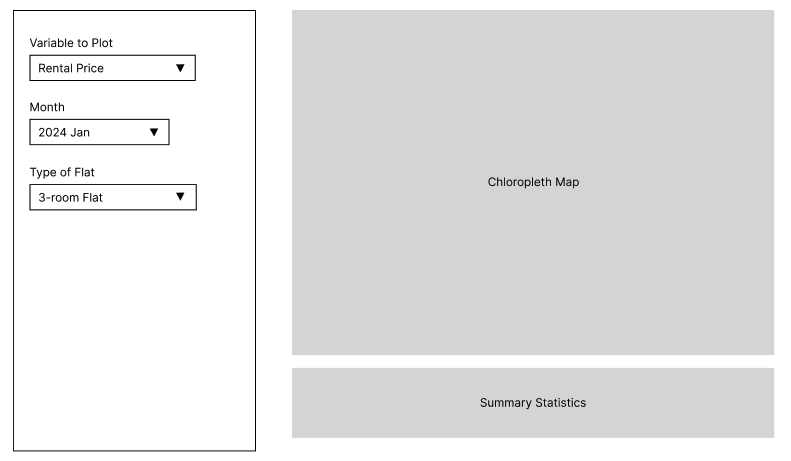 Variable to Plot
Rental Price
Month
2024 Jan
Type of Flat
3-room Flat
Chloropleth Map
Summary Statistics